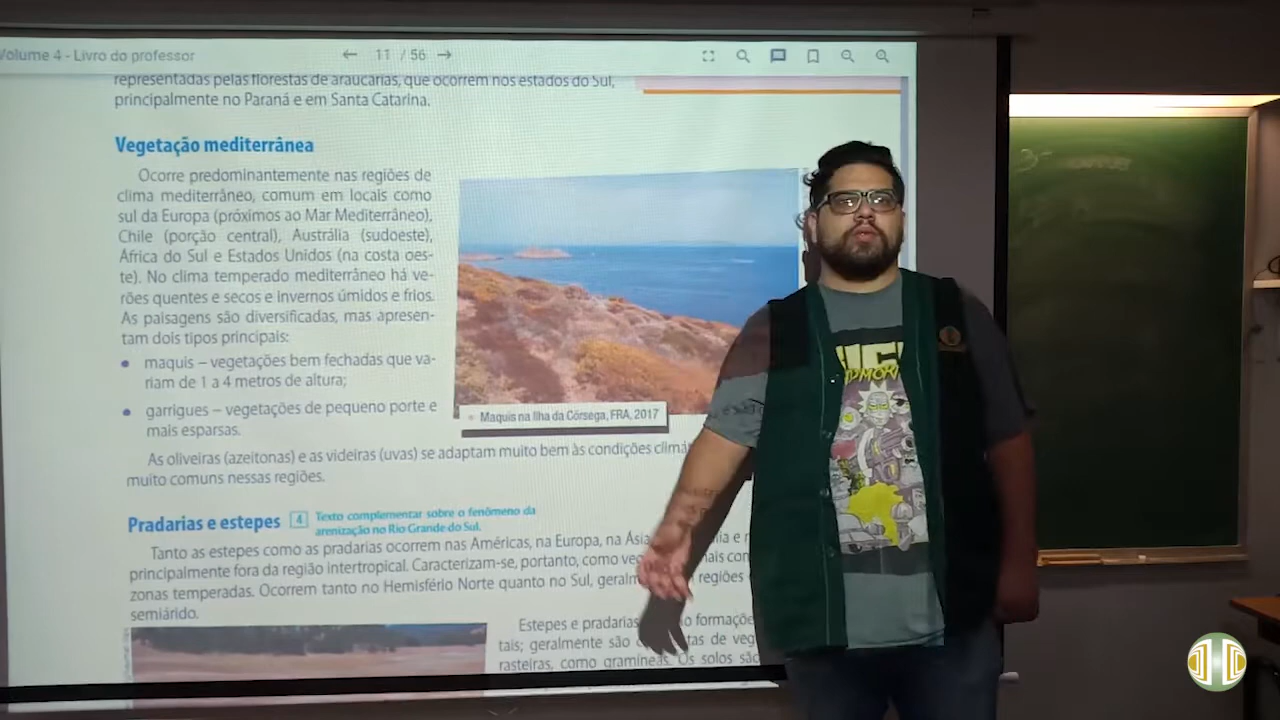 Volume 4 - Livro do professor
11 / 56
representadas pelas florestas de araucárias, que ocorrem nos estados do Sul,
principalmente no Paraná e em Santa Catarina.
Vegetação mediterrânea
Ocorre predominantemente nas regiões de
clima mediterrâneo, comum em locais como
sul da Europa (próximos ao Mar Mediterrâneo),
Chile (porção central), Austrália (sudoeste),
África do Sul e Estados Unidos (na costa oes-
te). No clima temperado mediterrâneo há ve-
rões quentes e secos e invernos úmidos e frios.
As paisagens são diversificadas, mas apresen-
tam dois tipos principais:
• maquis – vegetações bem fechadas que va-
riam de 1 a 4 metros de altura;
• garrigues – vegetações de pequeno porte e
mais esparsas.
Maquis na Ilha da Córsega, FRA, 2017
As oliveiras (azeitonas) e as videiras (uvas) se adaptam muito bem às condições climá
muito comuns nessas regiões.
Pradarias e estepes 4 Texto complementar sobre o fenômeno da
arenização no Rio Grande do Sul.
Tanto as estepes como as pradarias ocorrem nas Américas, na Europa, na Ásia
principalmente fora da região intertropical. Caracterizam-se, portanto, como
zonas temperadas. Ocorrem tanto no Hemisfério Norte quanto no Sul, regiões
semiárido.
Estepes e pradarias formaçõe
tais; geralmente são de veg
rasteiras, como gramíneas. Os solos são